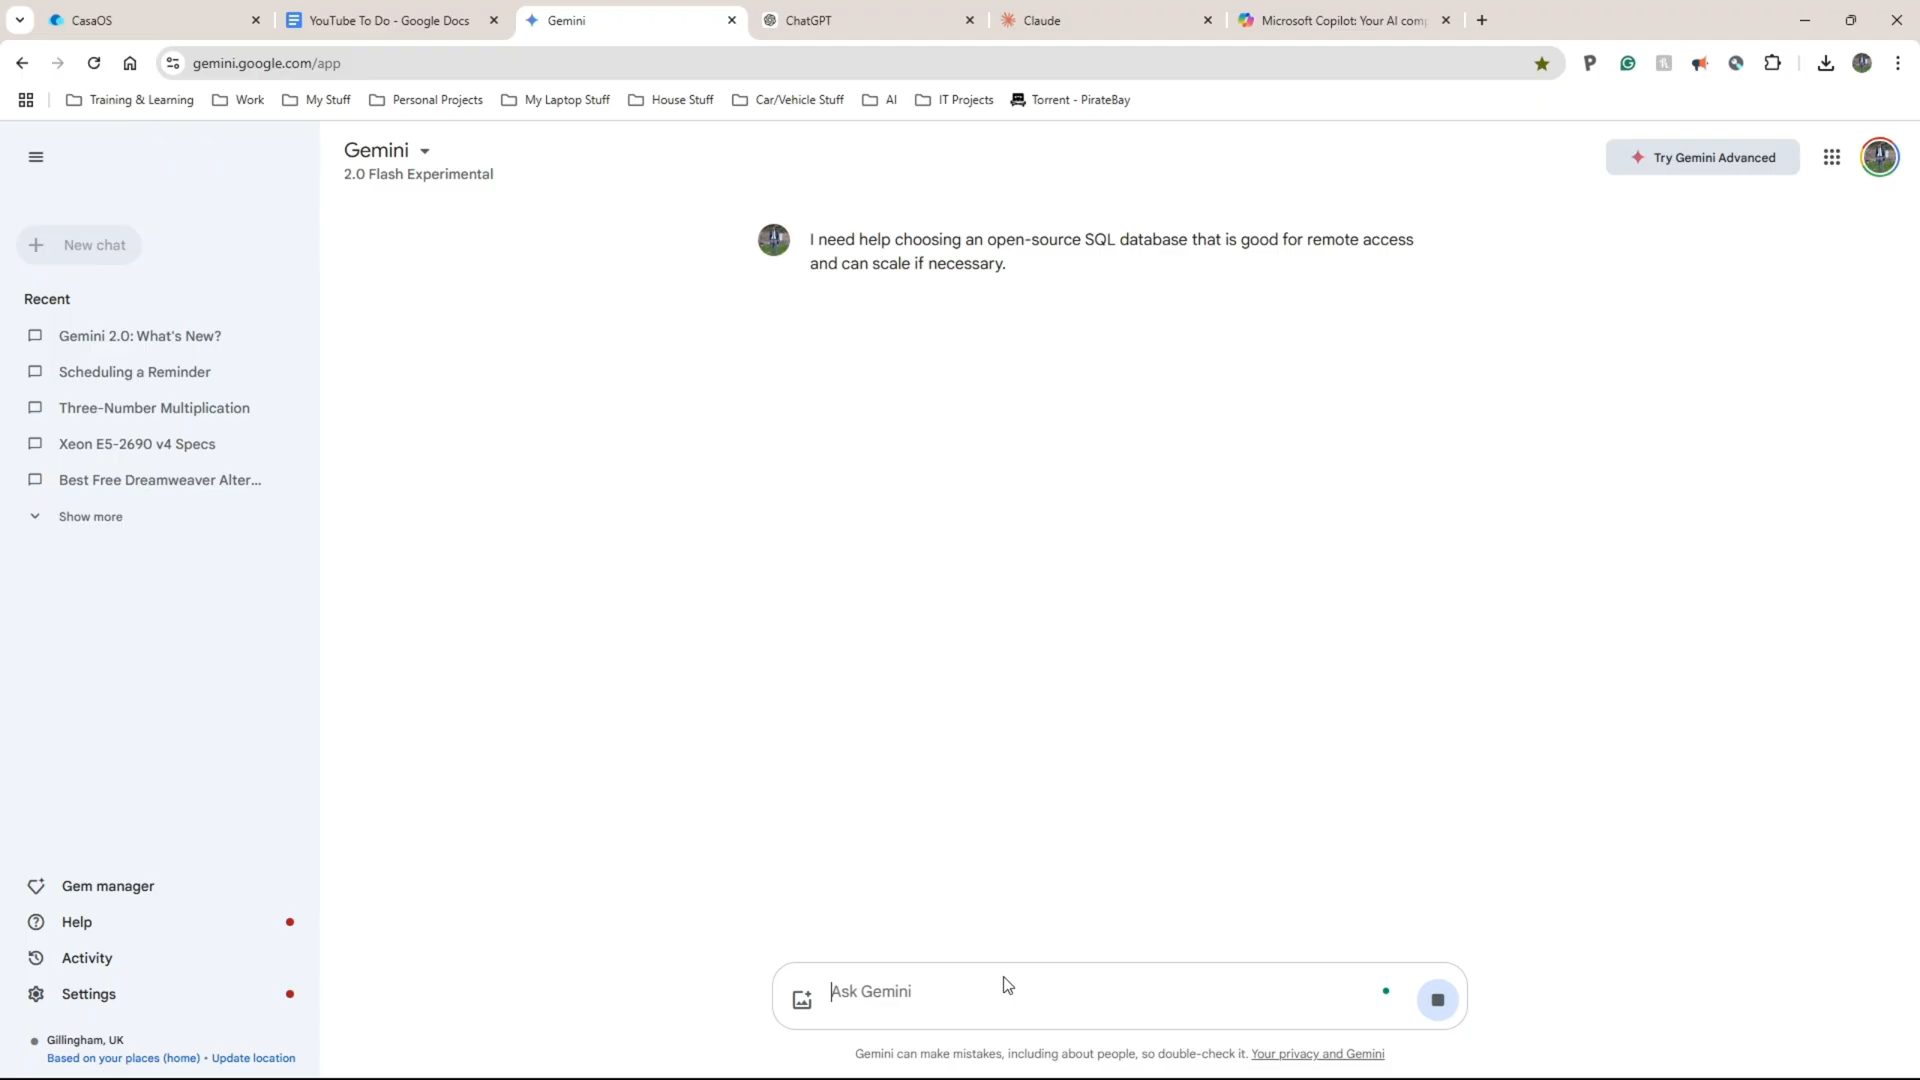 CasaOS
YouTube To Do - Google Docs
Gemini
ChatGPT
Claude
Microsoft Copilot: Your AI com
gemini.google.com/app
Training & Learning
Work
My Stuff
Personal Projects
My Laptop Stuff
House Stuff
Car/Vehicle Stuff
AI
IT Projects
Torrent - PirateBay
Gemini
2.0 Flash Experimental
Try Gemini Advanced
New chat
Recent
Gemini 2.0: What's New?
Scheduling a Reminder
Three-Number Multiplication
Xeon E5-2690 v4 Specs
Best Free Dreamweaver Alter...
Show more
I need help choosing an open-source SQL database that is good for remote access
and can scale if necessary.
Gem manager
Help
Activity
Settings
Gillingham, UK
Based on your places (home) • Update location
Ask Gemini
Gemini can make mistakes, including about people, so double-check it. Your privacy and Gemini